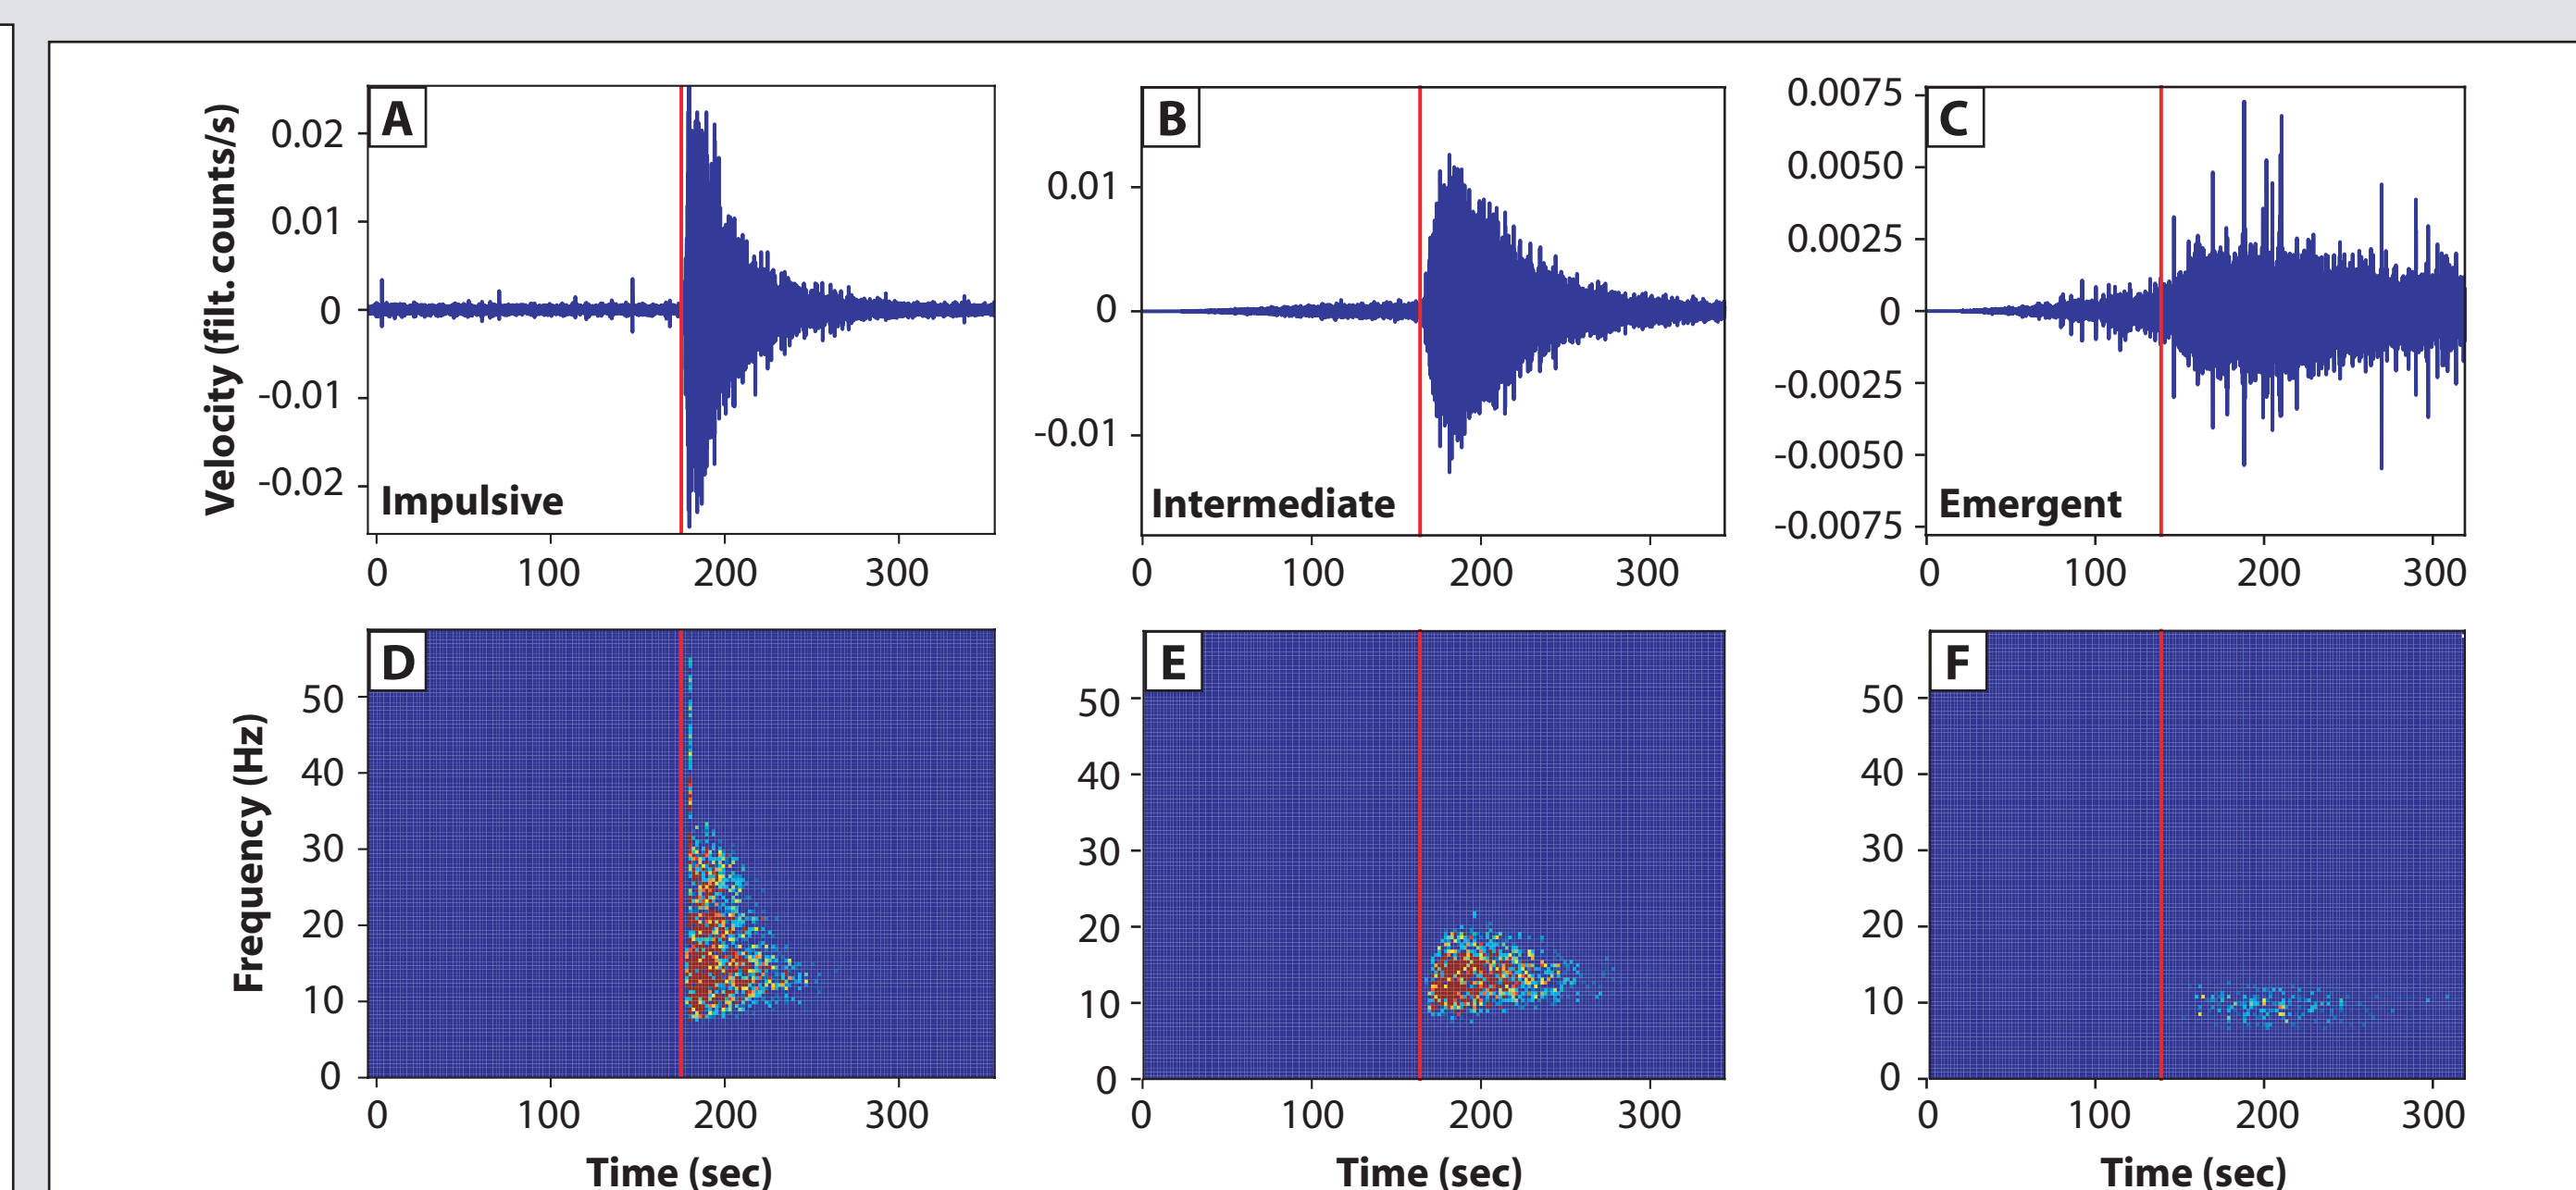 A
B
C
Velocity (filt. counts/s)
0.02
0.01
0
-0.01
-0.02
Impulsive
0 100 200 300
0.01
0
-0.01
Intermediate
0 100 200 300
0.0075
0.0050
0.0025
0
-0.0025
-0.0050
-0.0075
Emergent
0 100 200 300
D
E
F
Frequency (Hz)
50
40
30
20
10
0
0 100 200 300
Time (sec)
50
40
30
20
10
0
0 100 200 300
Time (sec)
50
40
30
20
10
0
0 100 200 300
Time (sec)